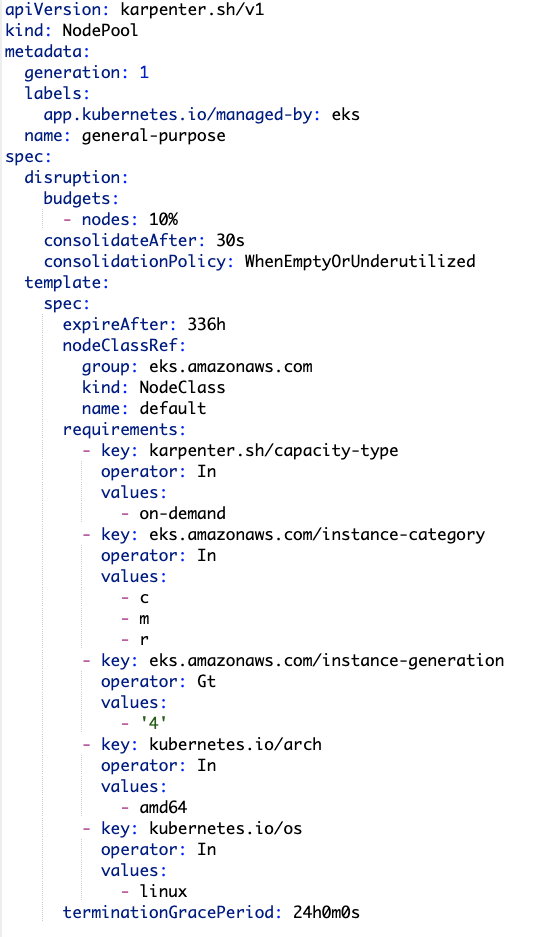 apiVersion: karpenter.sh/v1
kind: NodePool
metadata:
  generation: 1
  labels:
    app.kubernetes.io/managed-by: eks
  name: general-purpose
spec:
  disruption:
    budgets:
      - nodes: 10%
    consolidateAfter: 30s
    consolidationPolicy: WhenEmptyOrUnderutilized
  template:
    spec:
      expireAfter: 336h
      nodeClassRef:
        group: eks.amazonaws.com
        kind: NodeClass
        name: default
      requirements:
        - key: karpenter.sh/capacity-type
          operator: In
          values:
            - on-demand
        - key: eks.amazonaws.com/instance-category
          operator: In
          values:
            - c
            - m
            - r
        - key: eks.amazonaws.com/instance-generation
          operator: Gt
          values:
            - '4'
        - key: kubernetes.io/arch
          operator: In
          values:
            - amd64
        - key: kubernetes.io/os
          operator: In
          values:
            - linux
      terminationGracePeriod: 24h0m0s